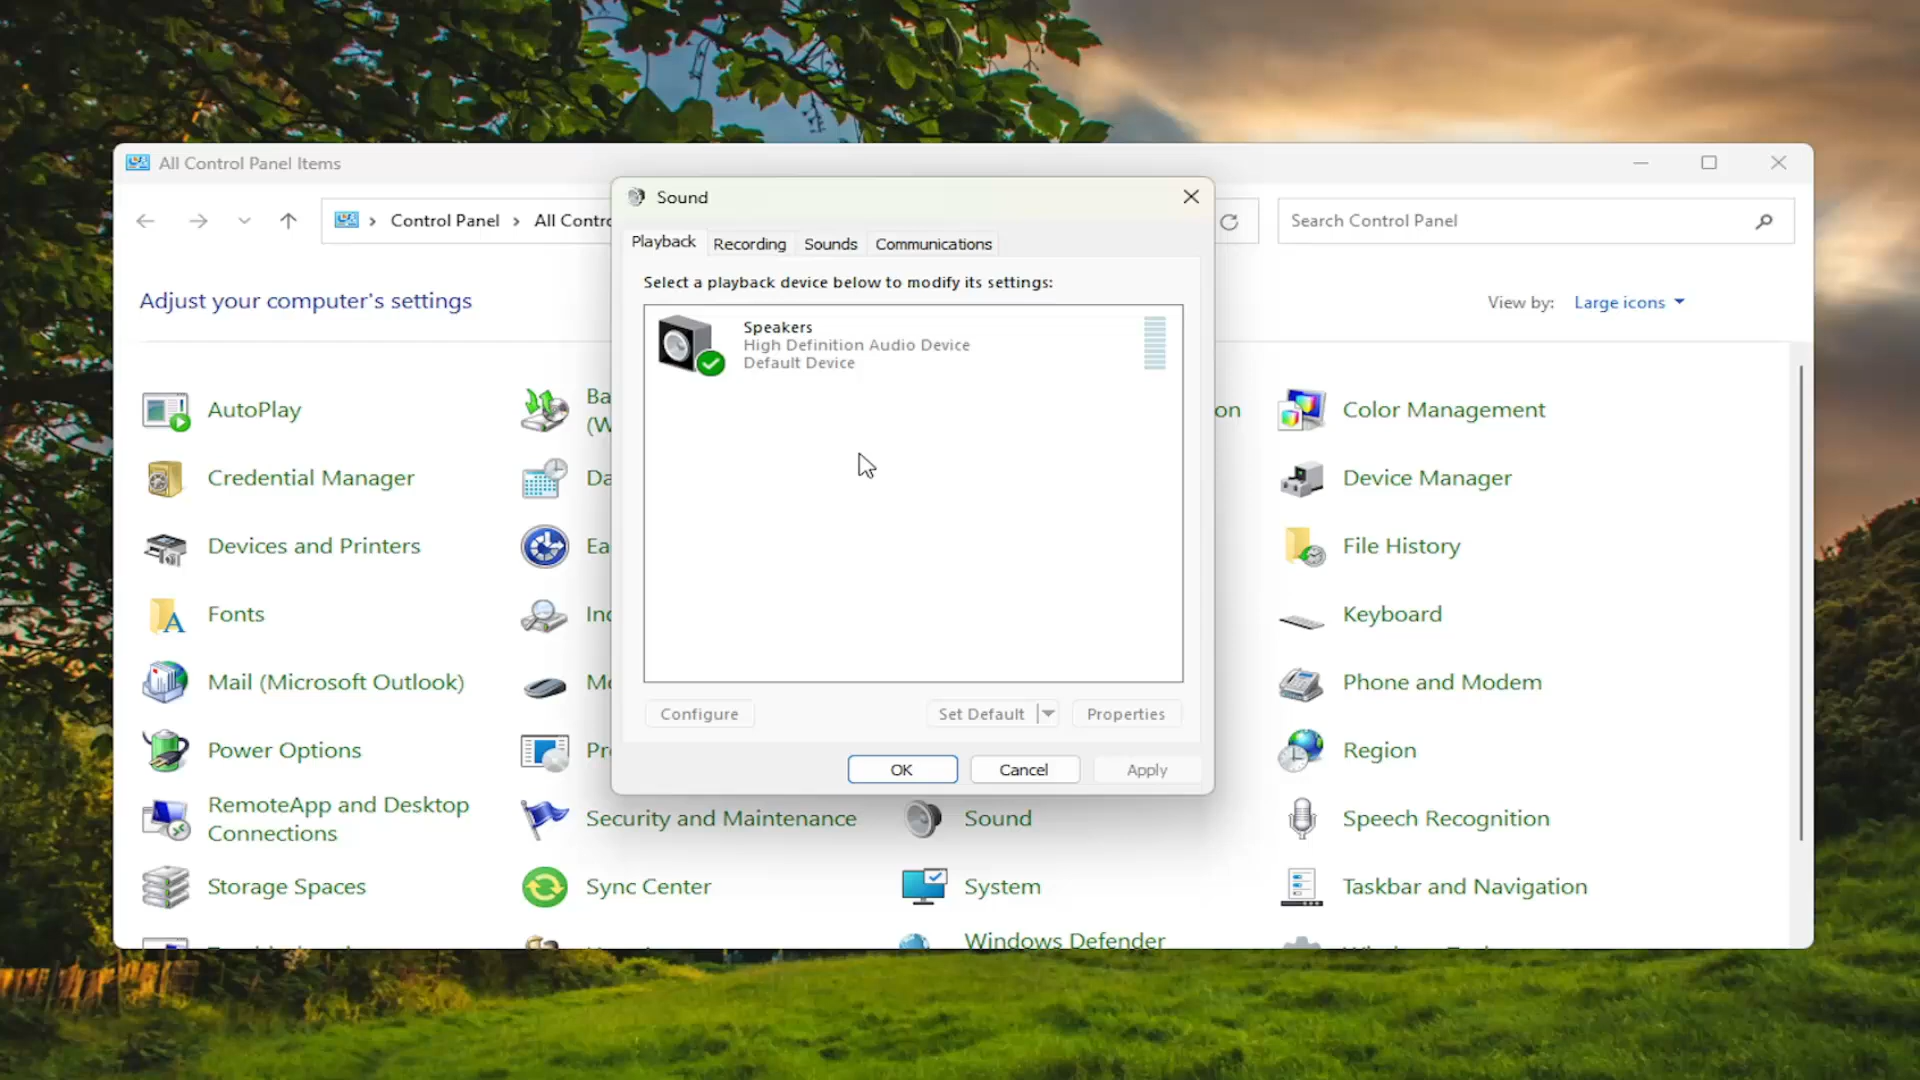 All Control Panel Items
Control Panel
All Contro
Search Control Panel
Adjust your computer's settings
View by:
Large icons
Sound
Playback
Recording
Sounds
Communications
Select a playback device below to modify its settings:
Speakers
High Definition Audio Device
Default Device
Configure
Set Default
Properties
OK
Cancel
Apply
AutoPlay
Ba
(W
on
Color Management
Credential Manager
Da
Device Manager
Devices and Printers
Ea
File History
Fonts
Inc
Keyboard
Mail (Microsoft Outlook)
Mo
Phone and Modem
Power Options
Pr
Region
RemoteApp and Desktop
Connections
Security and Maintenance
Sound
Speech Recognition
Storage Spaces
Sync Center
System
Taskbar and Navigation
Windows Defender